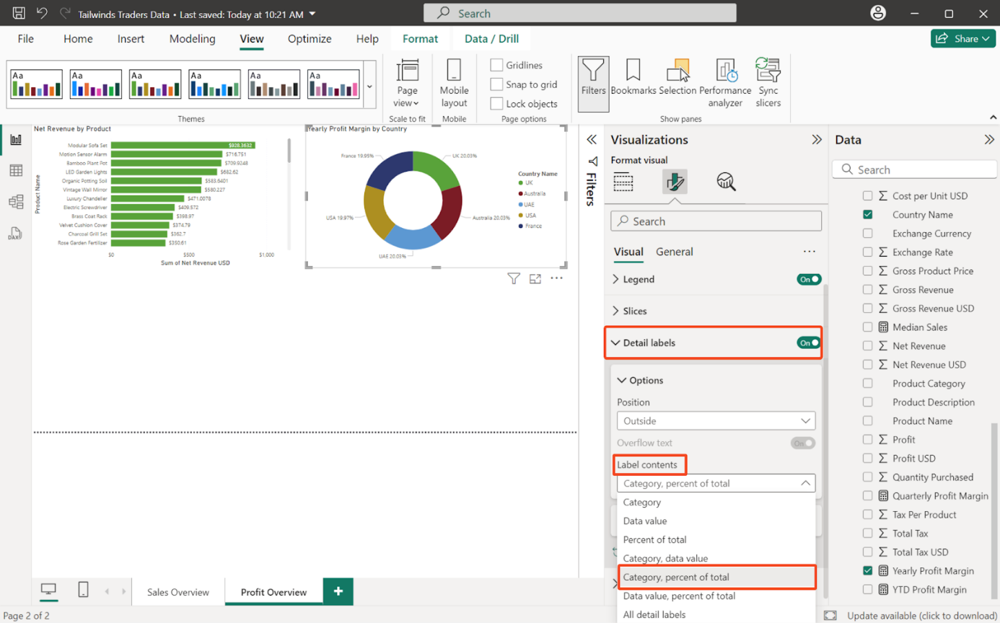 Tailwinds Traders Data • Last saved: Today at 10:21 AM
Search
File Home Insert Modeling View Optimize Help Format Data / Drill
Share
Aa Aa Aa Aa Aa Aa
Page view
Mobile layout
Gridlines
Snap to grid
Lock objects
Filters
Bookmarks
Selection
Performance analyzer
Sync slicers
Themes
Scale to fit
Mobile
Page options
Show panes
DAX
Net Revenue by Product
Product Name
Modular Sofa Set $928.3632
Motion Sensor Alarm $716.751
Bamboo Plant Pot $709.9248
LED Garden Lights $682.62
Organic Potting Soil $583.6401
Vintage Wall Mirror $580.227
Luxury Chandelier $471.0078
Electric Screwdriver $409.572
Brass Coat Rack $398.97
Velvet Cushion Cover $374.79
Charcoal Grill Set $362.7
Rose Garden Fertilizer $350.61
$0 $500 $1,000
Sum of Net Revenue USD
Yearly Profit Margin by Country
France 19.95%
UK 20.03%
USA 19.97%
Australia 20.03%
UAE 20.03%
Country Name
UK
Australia
UAE
USA
France
Filters
Visualizations
Format visual
Search
Visual General
Legend On
Slices
Detail labels On
Options
Position
Outside
Overflow text On
Label contents
Category, percent of total
Category
Data value
Percent of total
Category, data value
Category, percent of total
Data value, percent of total
All detail labels
Data
Search
Cost per Unit USD
Country Name
Exchange Currency
Exchange Rate
Gross Product Price
Gross Revenue
Gross Revenue USD
Median Sales
Net Revenue
Net Revenue USD
Product Category
Product Description
Product Name
Profit
Profit USD
Quantity Purchased
Quarterly Profit Margin
Tax Per Product
Total Tax
Total Tax USD
Yearly Profit Margin
YTD Profit Margin
Sales Overview Profit Overview +
Page 2 of 2
Update available (click to download)